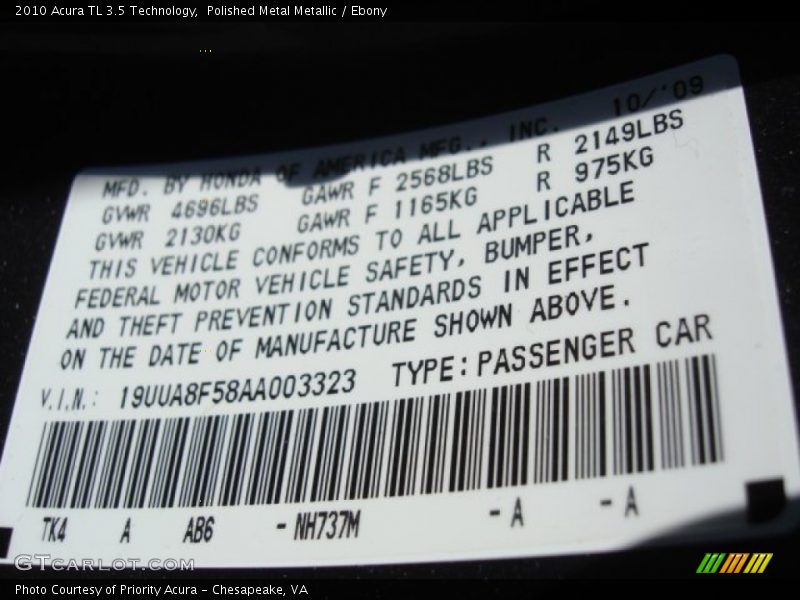 2010 Acura TL 3.5 Technology,  Polished Metal Metallic / Ebony
10/'09
MFD. BY HONDA OF AMERICA MFG., INC.
GVWR 4696LBS GAWR F 2568LBS R 2149LBS
GVWR 2130KG GAWR F 1165KG R 975KG
THIS VEHICLE CONFORMS TO ALL APPLICABLE
FEDERAL MOTOR VEHICLE SAFETY, BUMPER,
AND THEFT PREVENTION STANDARDS IN EFFECT
ON THE DATE OF MANUFACTURE SHOWN ABOVE.
V.I.N.: 19UUA8F58AA003323 TYPE: PASSENGER CAR
TK4 A AB6 -NH737M -A -A
GTCARLOT.COM
Photo Courtesy of Priority Acura – Chesapeake, VA